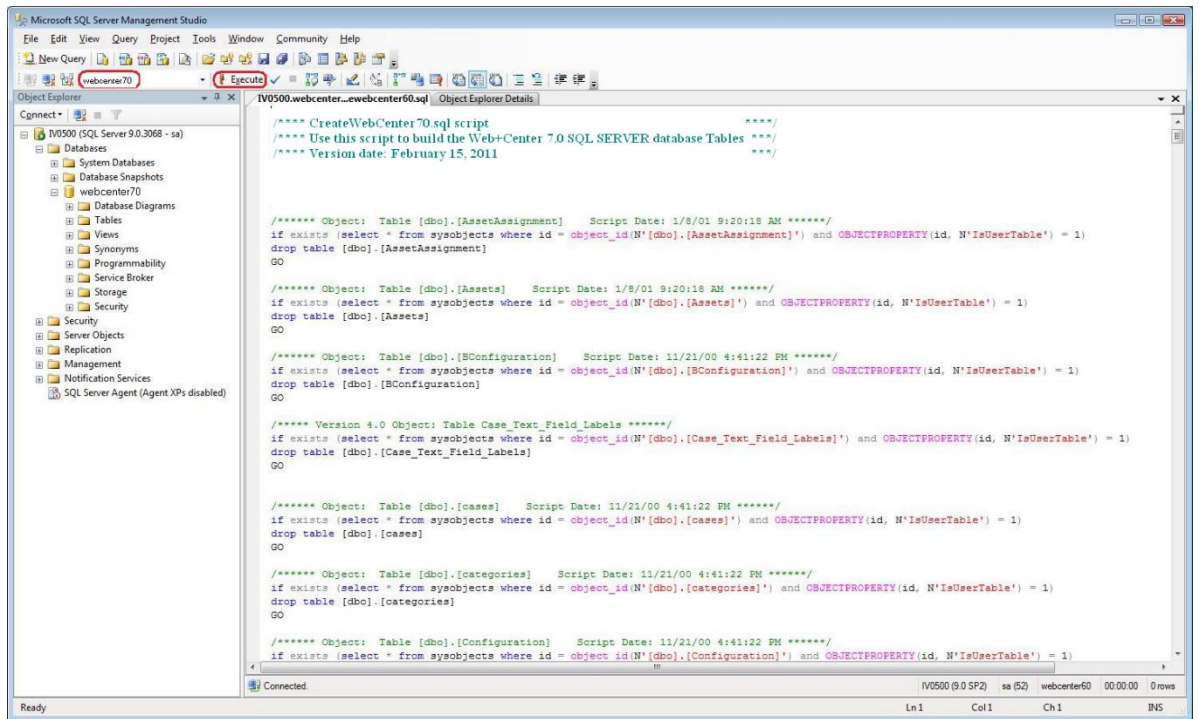 Microsoft SQL Server Management Studio
File Edit View Query Project Tools Window Community Help
New Query
webcenter70 Execute
Object Explorer
Connect
IV0500 (SQL Server 9.0.3068 - sa)
Databases
System Databases
Database Snapshots
webcenter70
Database Diagrams
Tables
Views
Synonyms
Programmability
Service Broker
Storage
Security
Security
Server Objects
Replication
Management
Notification Services
SQL Server Agent (Agent XPs disabled)
IV0500.webcenter...ewebcenter60.sql Object Explorer Details
/**** CreateWebCenter70.sql script ****/
/**** Use this script to build the Web+Center 7.0 SQL SERVER database Tables ***/
/**** Version date: February 15, 2011 ***/
/****** Object: Table [dbo].[AssetAssignment] Script Date: 1/8/01 9:20:18 AM ******/
if exists (select * from sysobjects where id = object_id(N'[dbo].[AssetAssignment]') and OBJECTPROPERTY(id, N'IsUserTable') = 1)
drop table [dbo].[AssetAssignment]
GO
/****** Object: Table [dbo].[Assets] Script Date: 1/8/01 9:20:18 AM ******/
if exists (select * from sysobjects where id = object_id(N'[dbo].[Assets]') and OBJECTPROPERTY(id, N'IsUserTable') = 1)
drop table [dbo].[Assets]
GO
/****** Object: Table [dbo].[BConfiguration] Script Date: 11/21/00 4:41:22 PM ******/
if exists (select * from sysobjects where id = object_id(N'[dbo].[BConfiguration]') and OBJECTPROPERTY(id, N'IsUserTable') = 1)
drop table [dbo].[BConfiguration]
GO
/***** Version 4.0 Object: Table Case_Text_Field_Labels ******/
if exists (select * from sysobjects where id = object_id(N'[dbo].[Case_Text_Field_Labels]') and OBJECTPROPERTY(id, N'IsUserTable') = 1)
drop table [dbo].[Case_Text_Field_Labels]
GO
/****** Object: Table [dbo].[cases] Script Date: 11/21/00 4:41:22 PM ******/
if exists (select * from sysobjects where id = object_id(N'[dbo].[cases]') and OBJECTPROPERTY(id, N'IsUserTable') = 1)
drop table [dbo].[cases]
GO
/****** Object: Table [dbo].[categories] Script Date: 11/21/00 4:41:22 PM ******/
if exists (select * from sysobjects where id = object_id(N'[dbo].[categories]') and OBJECTPROPERTY(id, N'IsUserTable') = 1)
drop table [dbo].[categories]
GO
/****** Object: Table [dbo].[Configuration] Script Date: 11/21/00 4:41:22 PM ******/
if exists (select * from sysobjects where id = object_id(N'[dbo].[Configuration]') and OBJECTPROPERTY(id, N'IsUserTable') = 1)
Connected. IV0500 (9.0 SP2) sa (52) webcenter60 00:00:00 0 rows
Ready Ln 1 Col 1 Ch 1 INS